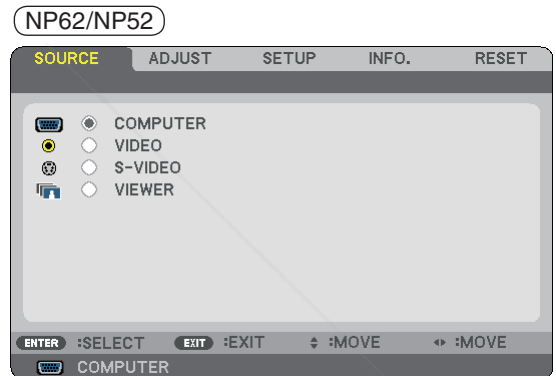 NP62/NP52
SOURCE ADJUST SETUP INFO. RESET
COMPUTER
VIDEO
S-VIDEO
VIEWER
ENTER :SELECT EXIT :EXIT :MOVE :MOVE
COMPUTER